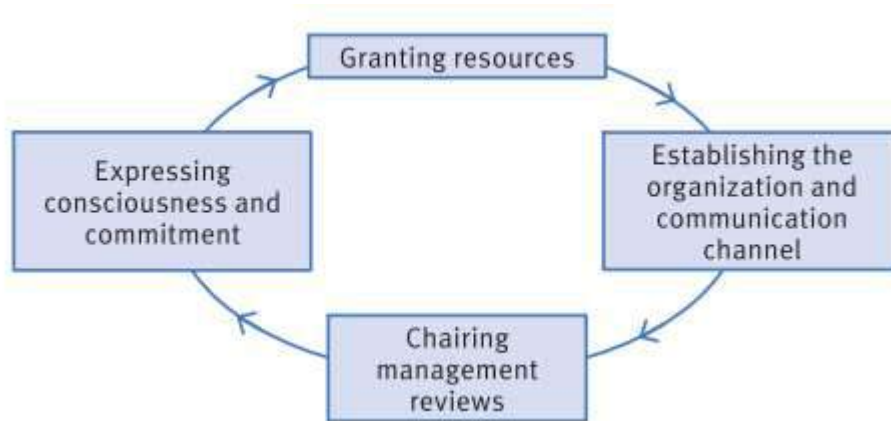 Granting resources
Expressing
consciousness and
commitment
Establishing the
organization and
communication
channel
Chairing
management
reviews